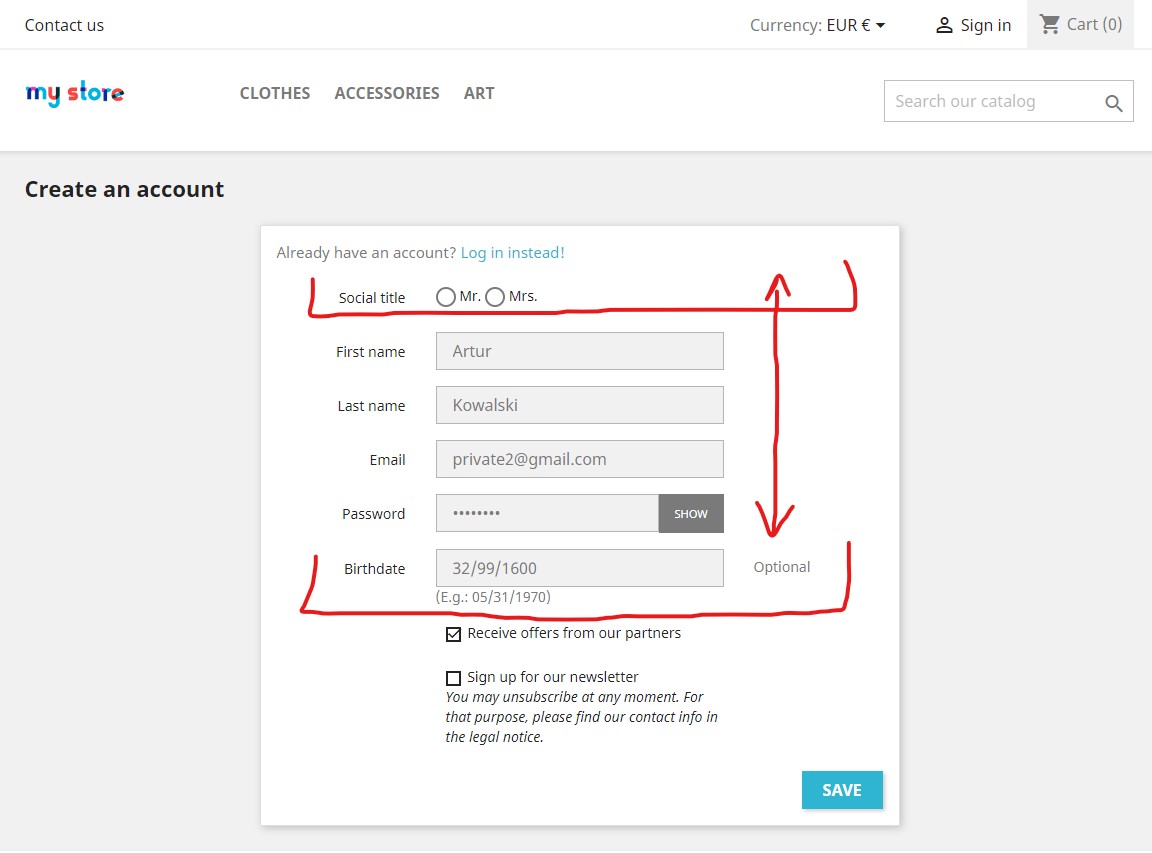 Contact us
Currency: EUR €
Sign in
Cart (0)
my store
CLOTHES ACCESSORIES ART
Search our catalog
Create an account
Already have an account? Log in instead!
Social title Mr. Mrs.
First name Artur
Last name Kowalski
Email private2@gmail.com
Password •••••••• SHOW
Birthdate 32/99/1600 Optional
(E.g.: 05/31/1970)
Receive offers from our partners
Sign up for our newsletter
You may unsubscribe at any moment. For
that purpose, please find our contact info in
the legal notice.
SAVE